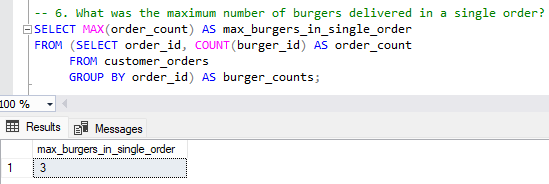 -- 6. What was the maximum number of burgers delivered in a single order?
SELECT MAX(order_count) AS max_burgers_in_single_order
FROM (SELECT order_id, COUNT(burger_id) AS order_count
FROM customer_orders
GROUP BY order_id) AS burger_counts;
100 %
Results Messages
max_burgers_in_single_order
1 3